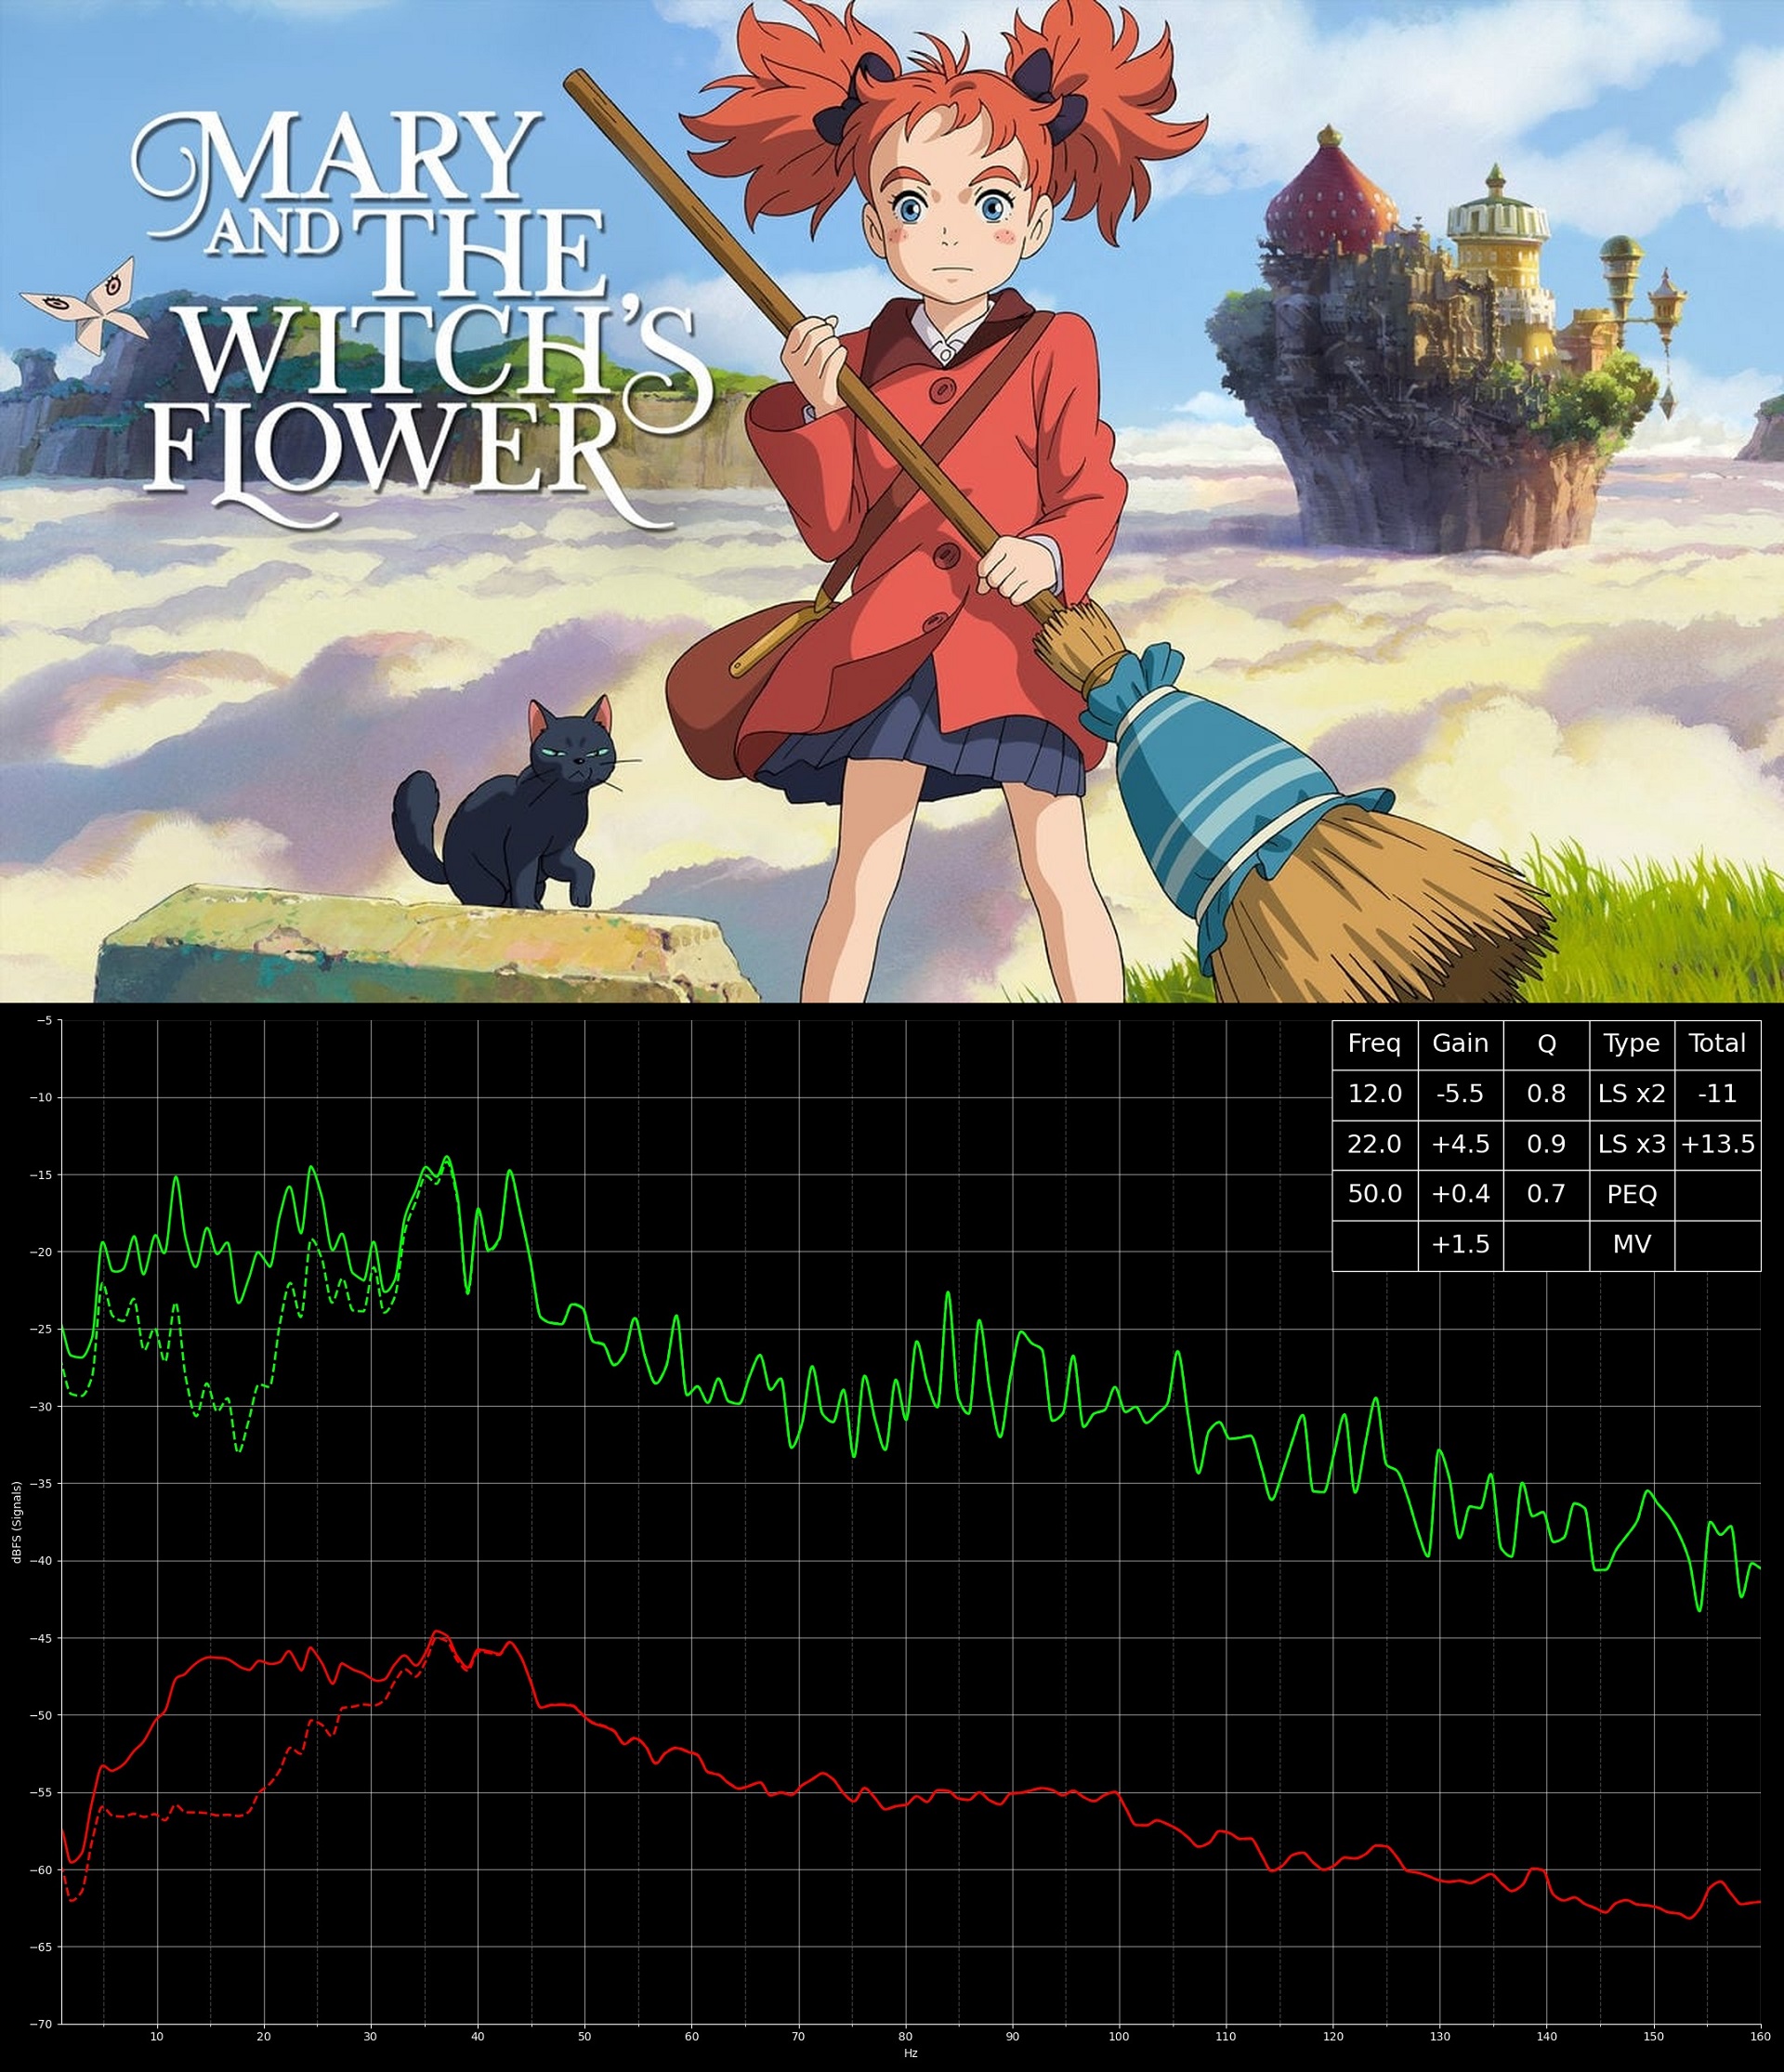 MARY
AND THE
WITCH'S
FLOWER
Freq Gain Q Type Total
12.0 -5.5 0.8 LS x2 -11
22.0 +4.5 0.9 LS x3 +13.5
50.0 +0.4 0.7 PEQ
+1.5 MV
−5
−10
−15
−20
−25
−30
−35
−40
−45
−50
−55
−60
−65
−70
dBFS (Signals)
10 20 30 40 50 60 70 80 90 100 110 120 130 140 150 160
Hz